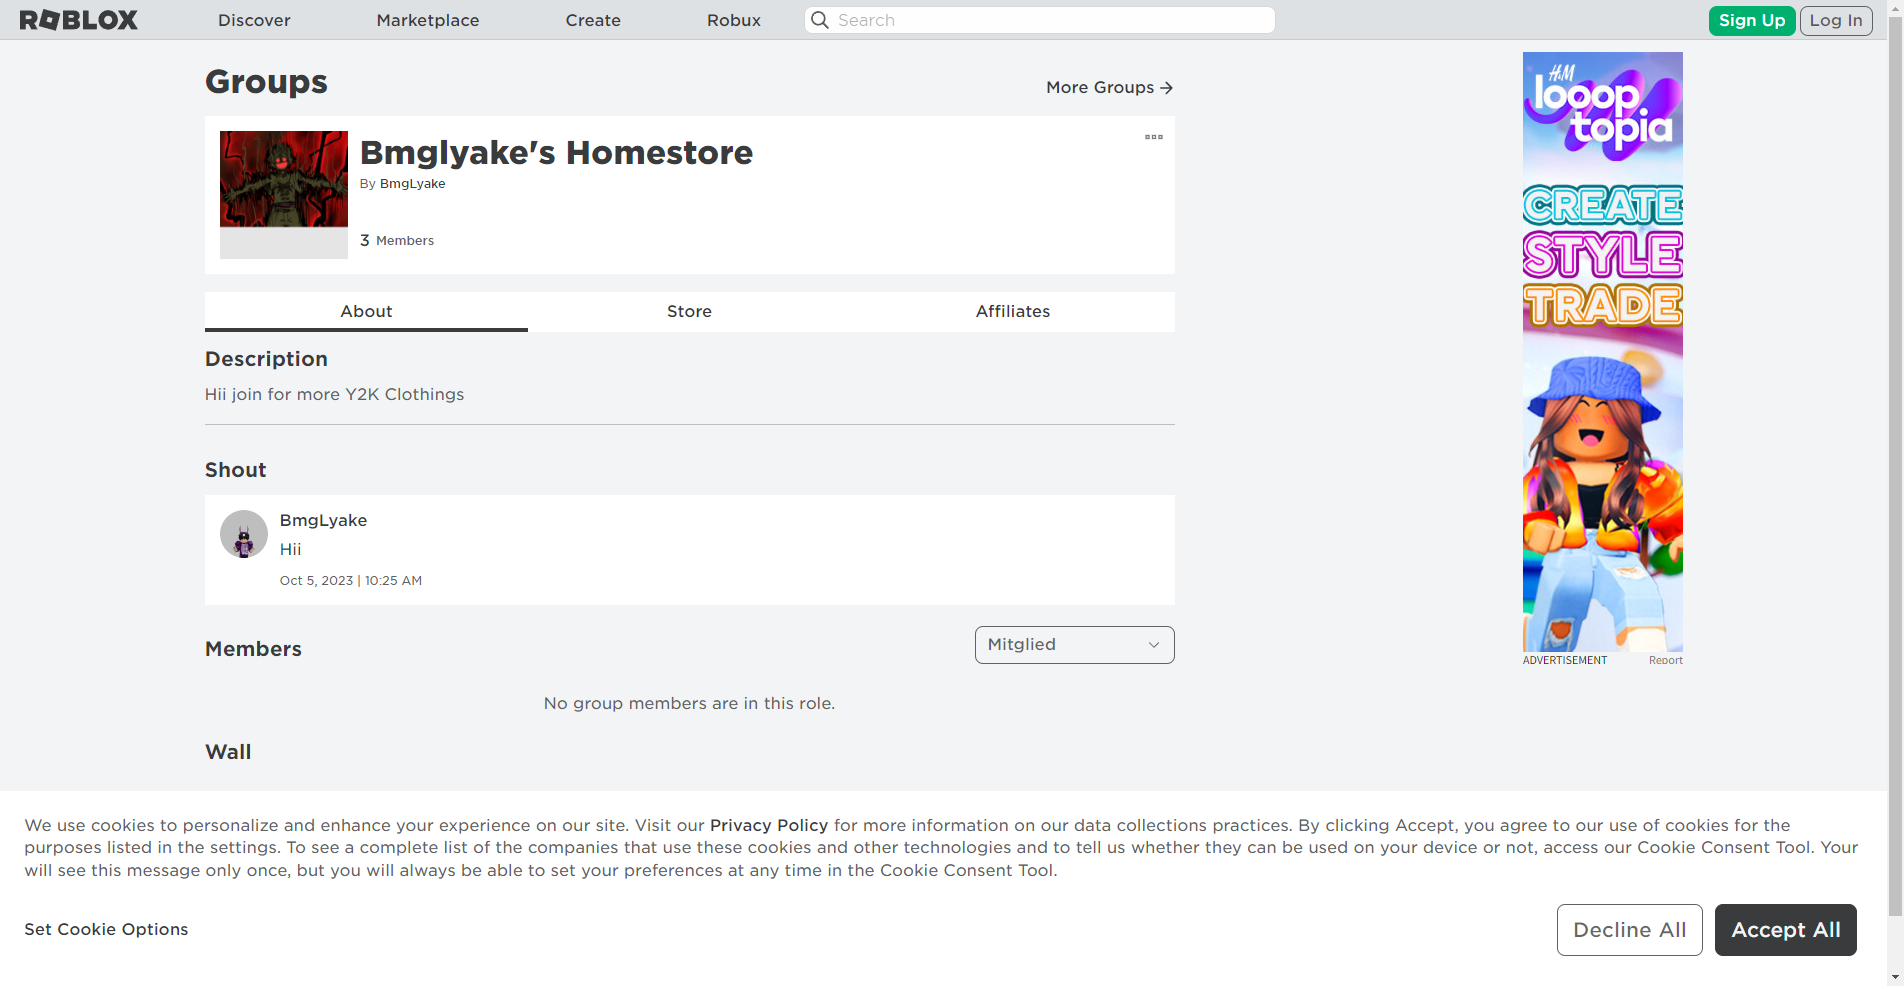 ROBLOX
Discover
Marketplace
Create
Robux
Search
Sign Up
Log In
Groups
More Groups
Bmglyake's Homestore
By BmgLyake
3 Members
About
Store
Affiliates
Description
Hii join for more Y2K Clothings
Shout
BmgLyake
Hii
Oct 5, 2023 | 10:25 AM
Members
Mitglied
No group members are in this role.
Wall
H&M
looop
topia
CREATE
STYLE
TRADE
ADVERTISEMENT
Report
We use cookies to personalize and enhance your experience on our site. Visit our Privacy Policy for more information on our data collections practices. By clicking Accept, you agree to our use of cookies for the
purposes listed in the settings. To see a complete list of the companies that use these cookies and other technologies and to tell us whether they can be used on your device or not, access our Cookie Consent Tool. Your
will see this message only once, but you will always be able to set your preferences at any time in the Cookie Consent Tool.
Set Cookie Options
Decline All
Accept All